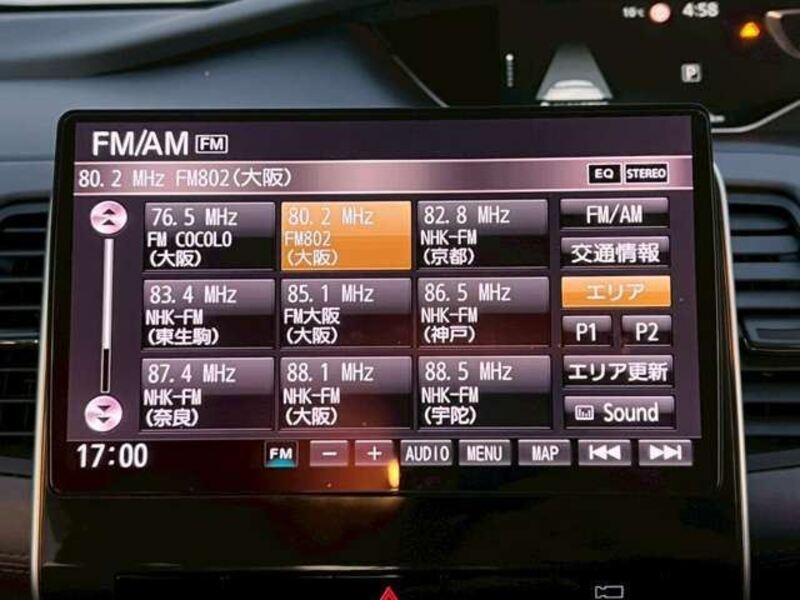 10℃ 4:58
P
FM/AM FM
80.2 MHz FM802(大阪) EQ STEREO
76.5 MHz
FM COCOLO
(大阪)
80.2 MHz
FM802
(大阪)
82.8 MHz
NHK-FM
(京都)
FM/AM
交通情報
83.4 MHz
NHK-FM
(東生駒)
85.1 MHz
FM大阪
(大阪)
86.5 MHz
NHK-FM
(神戸)
エリア
P1 P2
87.4 MHz
NHK-FM
(奈良)
88.1 MHz
NHK-FM
(大阪)
88.5 MHz
NHK-FM
(宇陀)
エリア更新
Sound
17:00 FM − + AUDIO MENU MAP